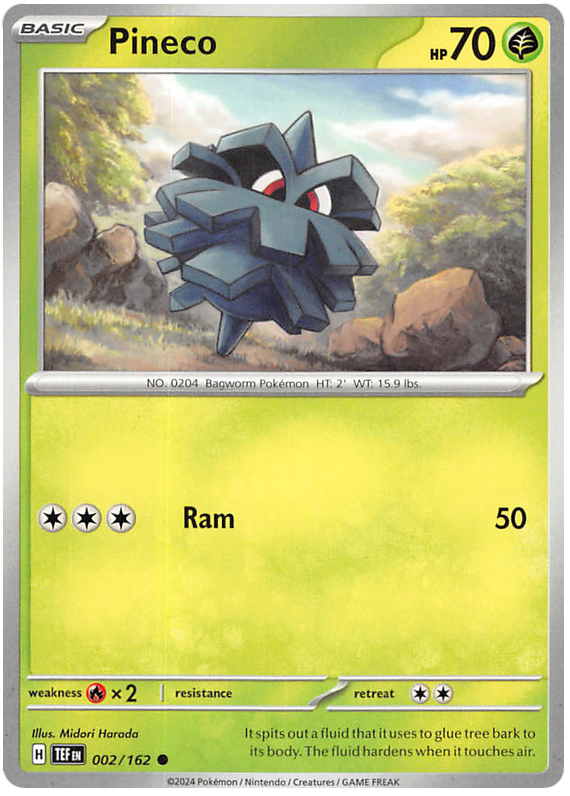 BASIC
Pineco
HP 70
NO. 0204 Bagworm Pokémon HT: 2' WT: 15.9 lbs.
Ram 50
weakness ×2 resistance retreat
Illus. Midori Harada
It spits out a fluid that it uses to glue tree bark to
its body. The fluid hardens when it touches air.
H TEF EN 002/162
©2024 Pokémon / Nintendo / Creatures / GAME FREAK